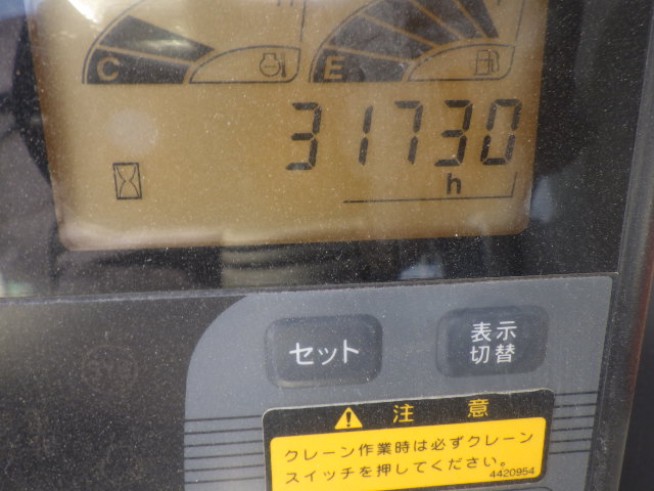 C
E
31730
h
セット
表示
切替
注意
クレーン作業時は必ずクレーン
スイッチを押してください。
4420954